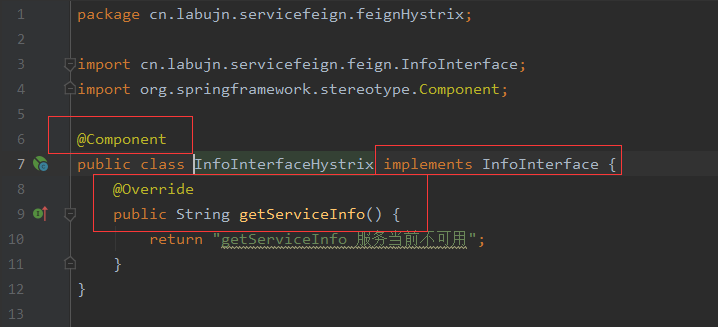 1 package cn.labujn.servicefeign.feignHystrix;
2
3 import cn.labujn.servicefeign.feign.InfoInterface;
4 import org.springframework.stereotype.Component;
5
6 @Component
7 public class InfoInterfaceHystrix implements InfoInterface {
8 @Override
9 public String getServiceInfo() {
10 return "getServiceInfo 服务当前不可用";
11 }
12 }
13